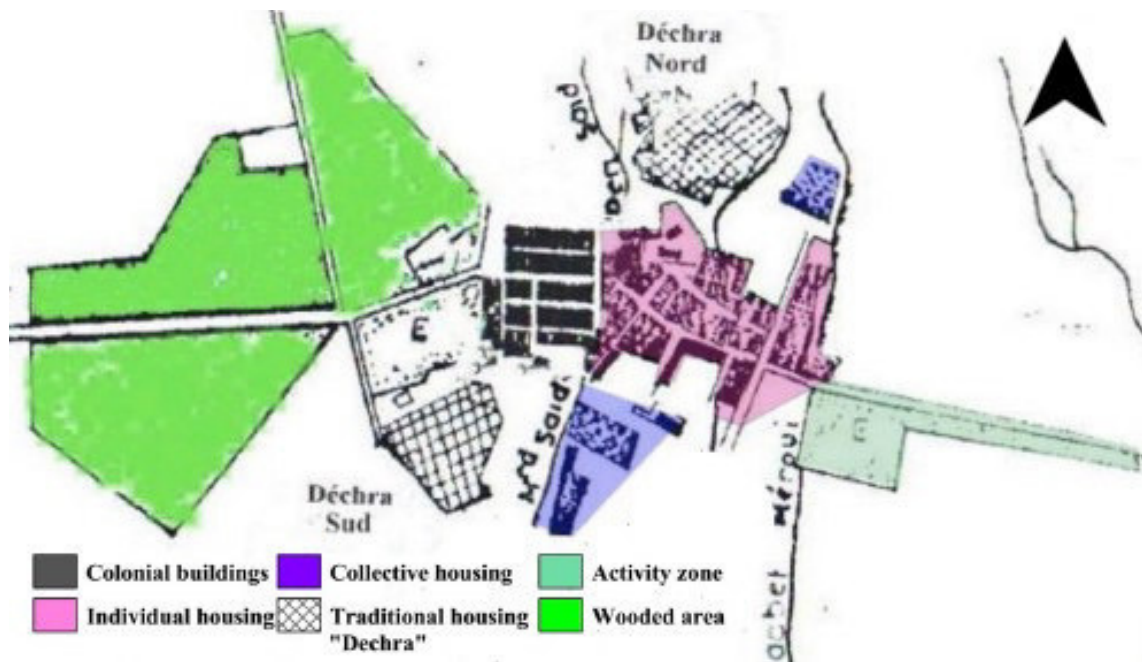 Déchra
Nord
E
Déchra
Sud
Colonial buildings
Collective housing
Activity zone
Individual housing
Traditional housing
"Dechra"
Wooded area